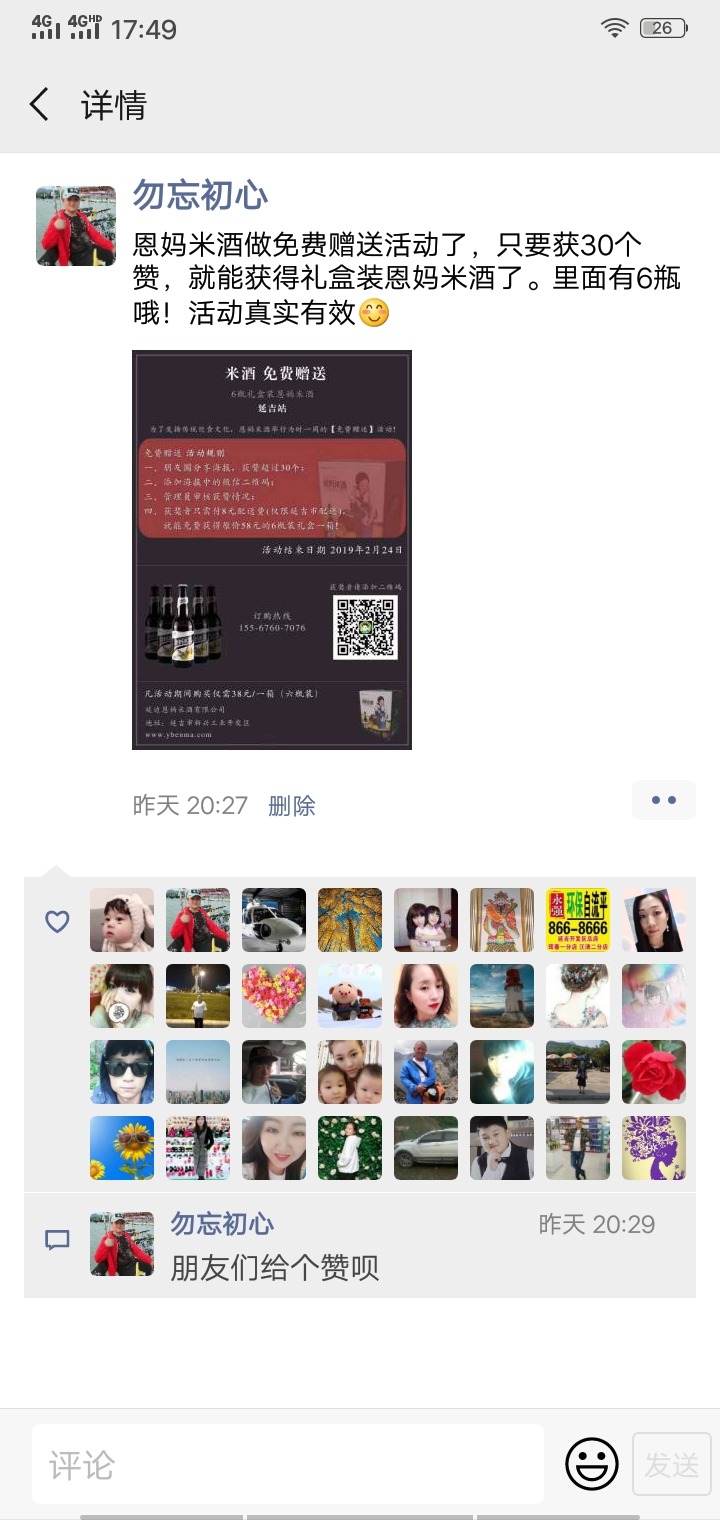 4G 4GHD 17:49 26
详情
勿忘初心
恩妈米酒做免费赠送活动了，只要获30个
赞，就能获得礼盒装恩妈米酒了。里面有6瓶
哦！活动真实有效
米酒 免费赠送
6瓶礼盒装恩妈米酒
延吉站
为了发扬传统饮食文化，恩妈米酒举行为时一周的【免费赠送】活动！
免费赠送 活动规则
一、朋友圈分享海报，获赞超过30个；
二、添加海报中的微信二维码；
三、管理员审核获赞情况；
四、获奖者只需付8元配送费(仅限延吉市配送)，
就能免费获得原价58元的6瓶装礼盒一箱！
活动结束日期 2019年2月24日
获奖者请添加二维码
订购热线
155-6760-7076
凡活动期间购买仅需38元/一箱（六瓶装）
延边恩妈米酒有限公司
地址：延吉市新兴工业开发区
www.ybenma.com
昨天 20:27 删除
永强
环保自流平
866-8666
勿忘初心 昨天 20:29
朋友们给个赞呗
评论
发送